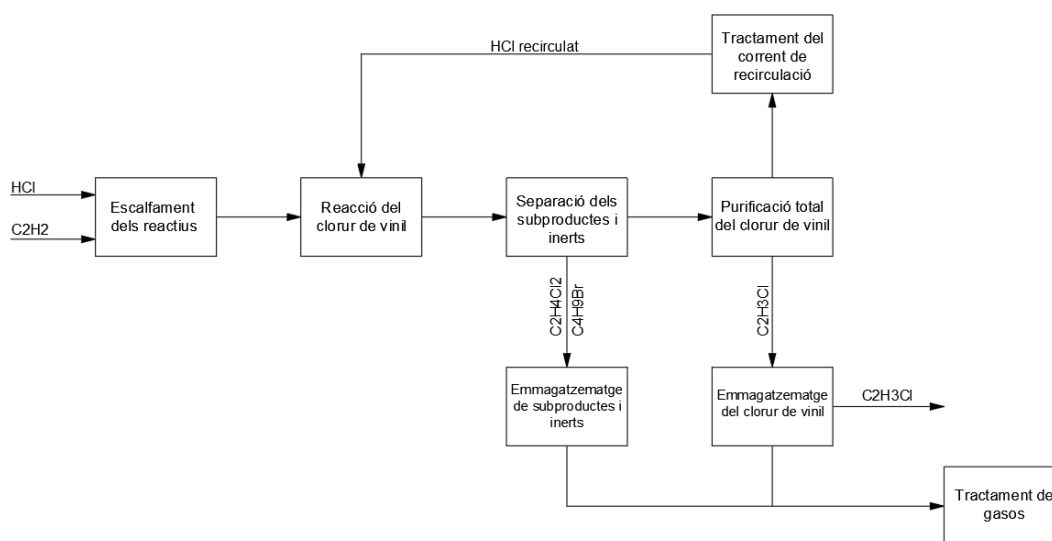 HCl recirculat
Tractament del
corrent de
recirculació
HCl
C2H2
Escalfament
dels reactius
Reacció del
clorur de vinil
Separació dels
subproductes i
inerts
Purificació total
del clorur de vinil
C2H4Cl2
C4H9Br
C2H3Cl
Emmagatzematge
de subproductes i
inerts
Emmagatzematge
del clorur de vinil
C2H3Cl
Tractament de
gasos